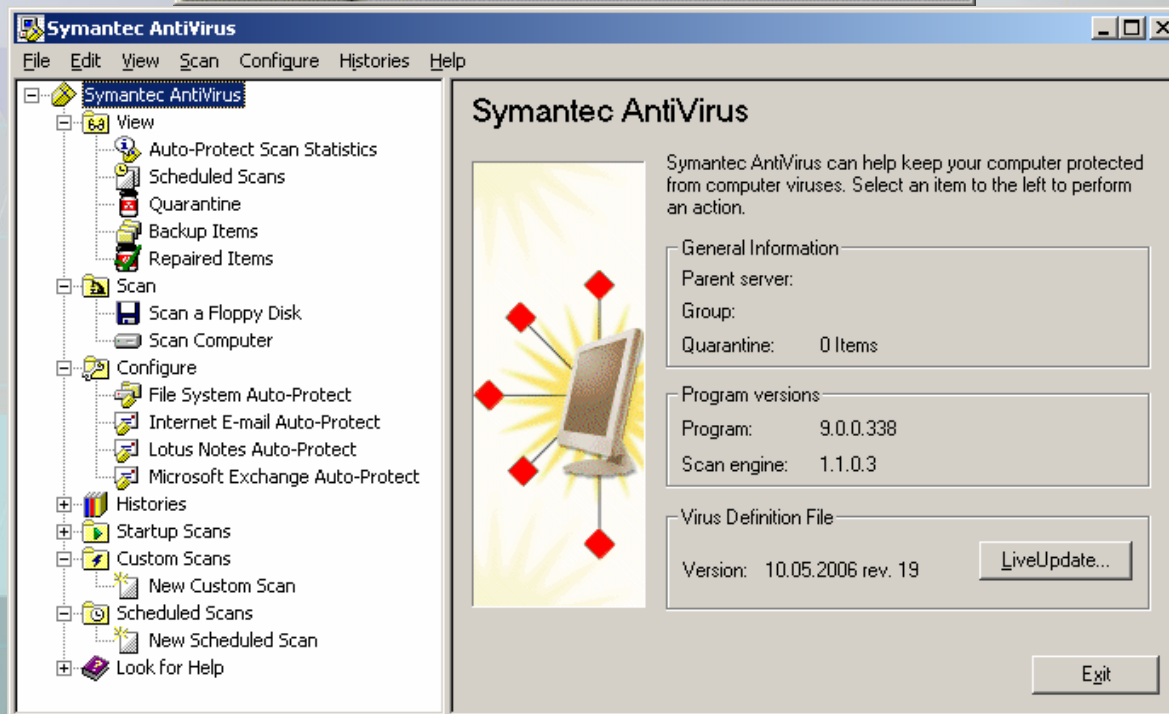 Symantec AntiVirus
File Edit View Scan Configure Histories Help
Symantec AntiVirus
View
Auto-Protect Scan Statistics
Scheduled Scans
Quarantine
Backup Items
Repaired Items
Scan
Scan a Floppy Disk
Scan Computer
Configure
File System Auto-Protect
Internet E-mail Auto-Protect
Lotus Notes Auto-Protect
Microsoft Exchange Auto-Protect
Histories
Startup Scans
Custom Scans
New Custom Scan
Scheduled Scans
New Scheduled Scan
Look for Help
Symantec AntiVirus
Symantec AntiVirus can help keep your computer protected
from computer viruses. Select an item to the left to perform
an action.
General Information
Parent server:
Group:
Quarantine: 0 Items
Program versions
Program: 9.0.0.338
Scan engine: 1.1.0.3
Virus Definition File
Version: 10.05.2006 rev. 19
LiveUpdate...
Exit